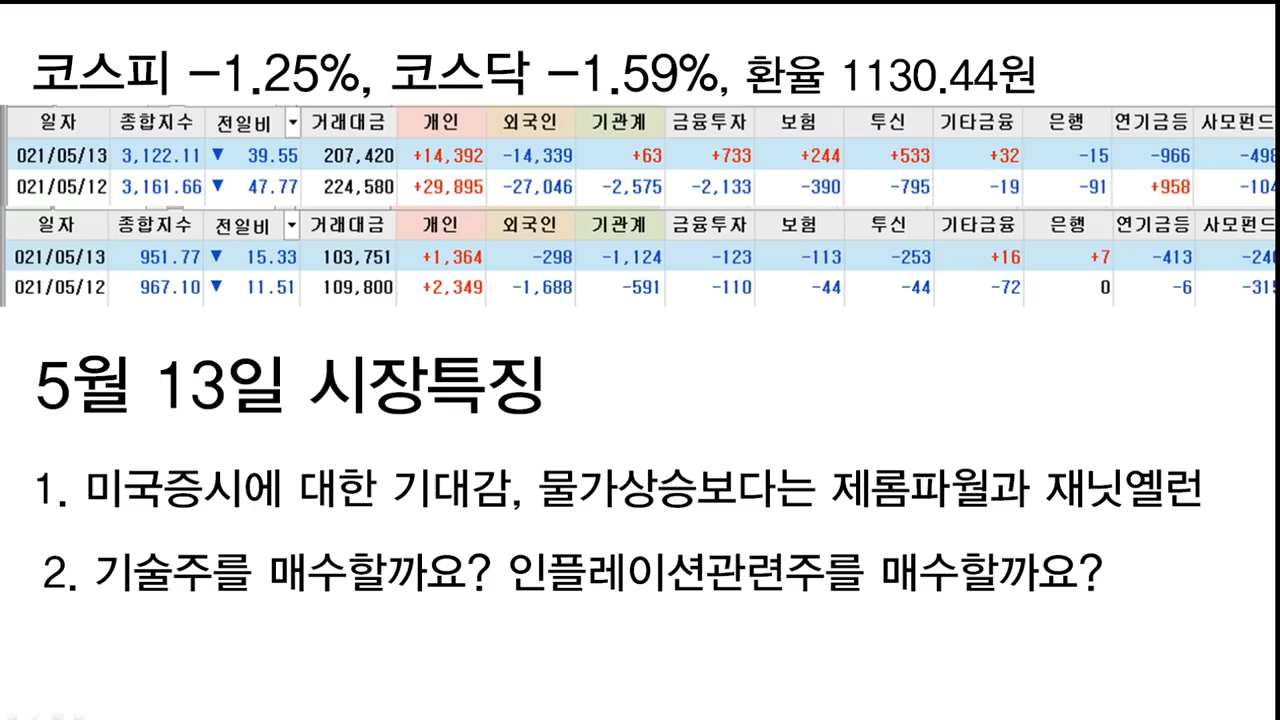 코스피 -1.25%, 코스닥 -1.59%, 환율 1130.44원
일자 종합지수 전일비 거래대금 개인 외국인 기관계 금융투자 보험 투신 기타금융 은행 연기금등 사모펀드
021/05/13 3,122.11 ▼ 39.55 207,420 +14,392 -14,339 +63 +733 +244 +533 +32 -15 -966 -498
021/05/12 3,161.66 ▼ 47.77 224,580 +29,895 -27,046 -2,575 -2,133 -390 -795 -19 -91 +958 -104
일자 종합지수 전일비 거래대금 개인 외국인 기관계 금융투자 보험 투신 기타금융 은행 연기금등 사모펀드
021/05/13 951.77 ▼ 15.33 103,751 +1,364 -298 -1,124 -123 -113 -253 +16 +7 -413 -240
021/05/12 967.10 ▼ 11.51 109,800 +2,349 -1,688 -591 -110 -44 -44 -72 0 -6 -315
5월 13일 시장특징
1. 미국증시에 대한 기대감, 물가상승보다는 제롬파월과 재닛옐런
2. 기술주를 매수할까요? 인플레이션관련주를 매수할까요?